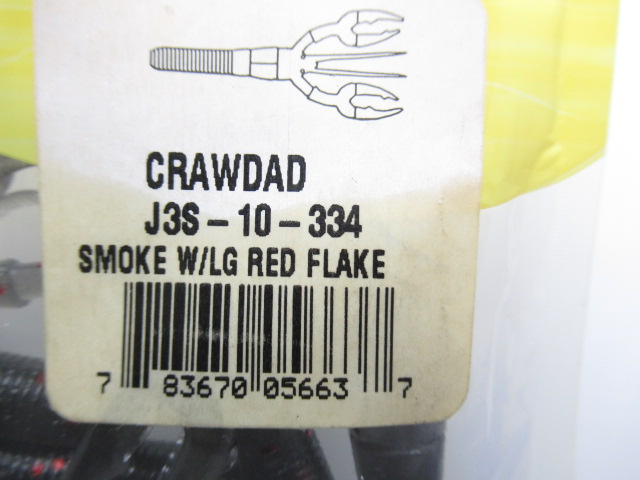 CRAWDAD
J3S-10-334
SMOKE W/LG RED FLAKE
7 83670 05663 7